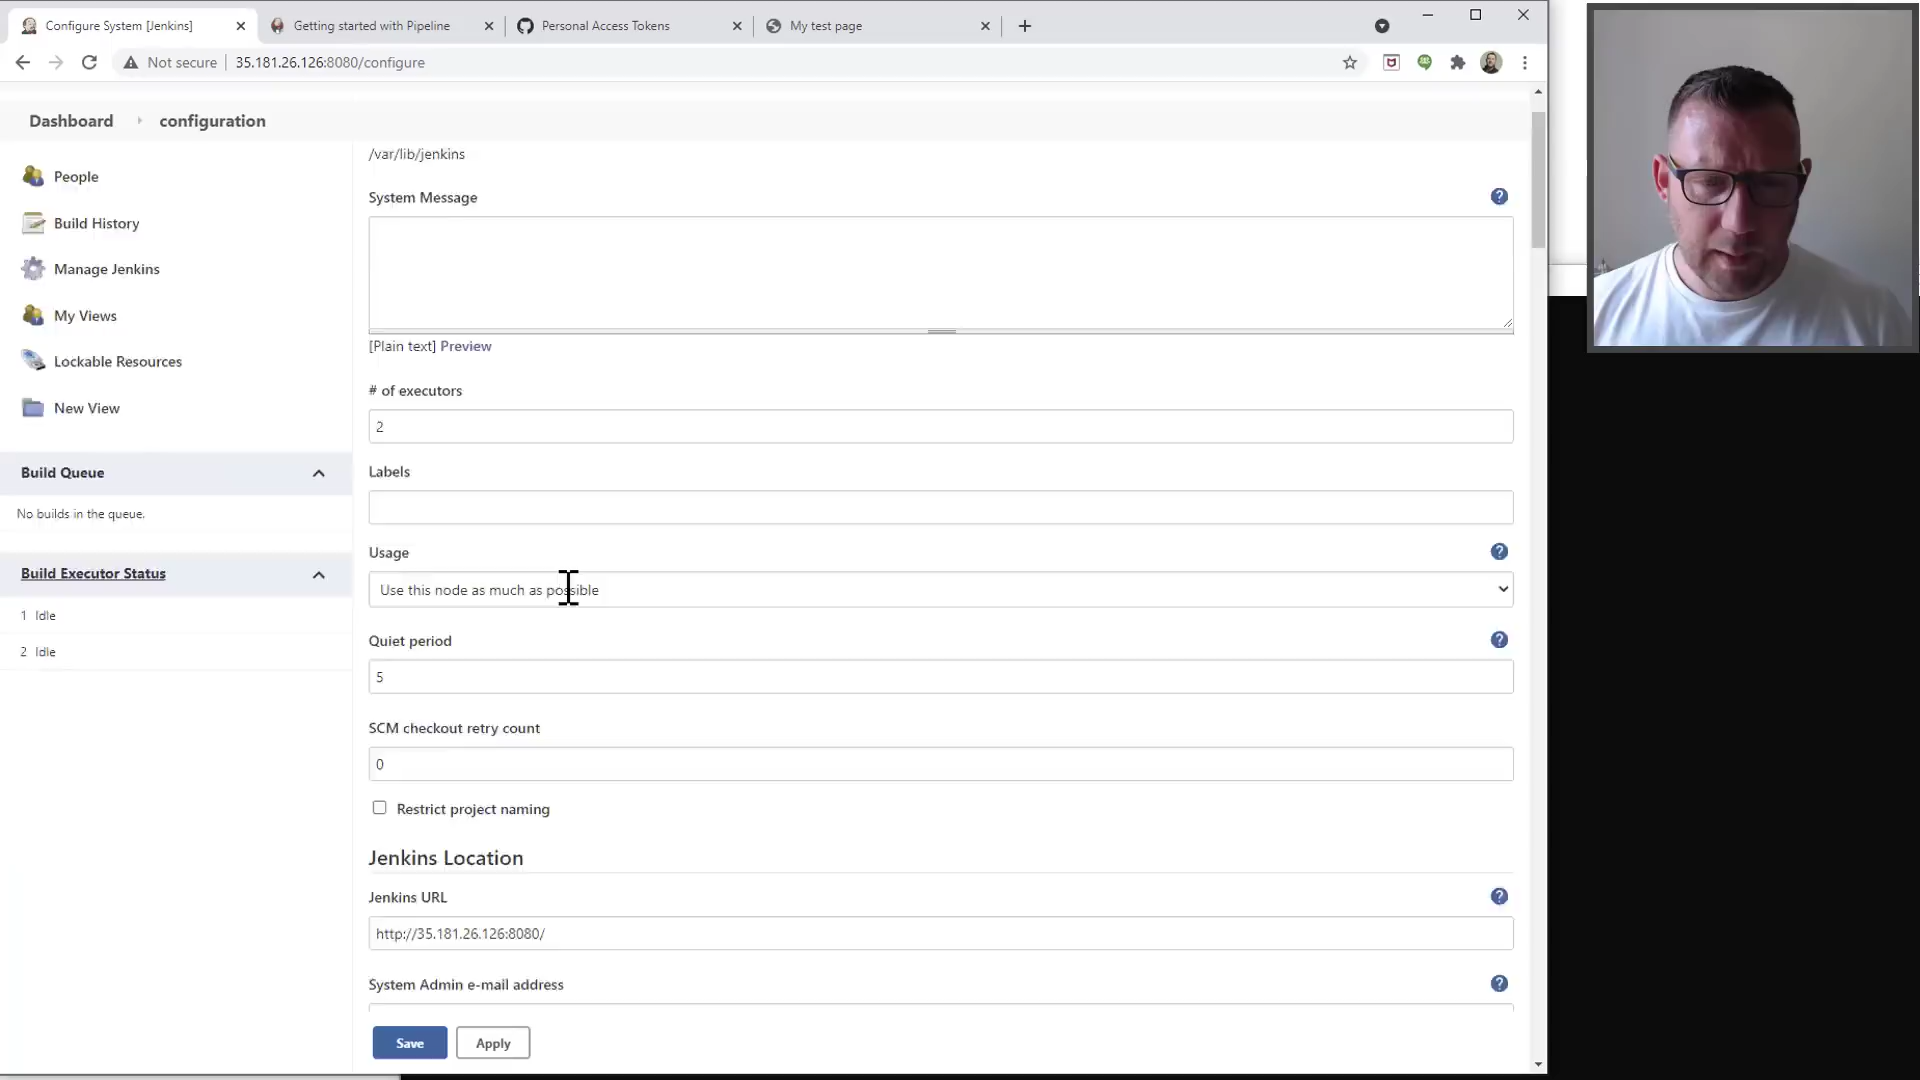 Configure System [Jenkins]
Getting started with Pipeline
Personal Access Tokens
My test page
Not secure
35.181.26.126:8080/configure
Dashboard
configuration
People
Build History
Manage Jenkins
My Views
Lockable Resources
New View
Build Queue
No builds in the queue.
Build Executor Status
1 Idle
2 Idle
/var/lib/jenkins
System Message
[Plain text] Preview
# of executors
2
Labels
Usage
Use this node as much as possible
Quiet period
5
SCM checkout retry count
0
Restrict project naming
Jenkins Location
Jenkins URL
http://35.181.26.126:8080/
System Admin e-mail address
Save
Apply